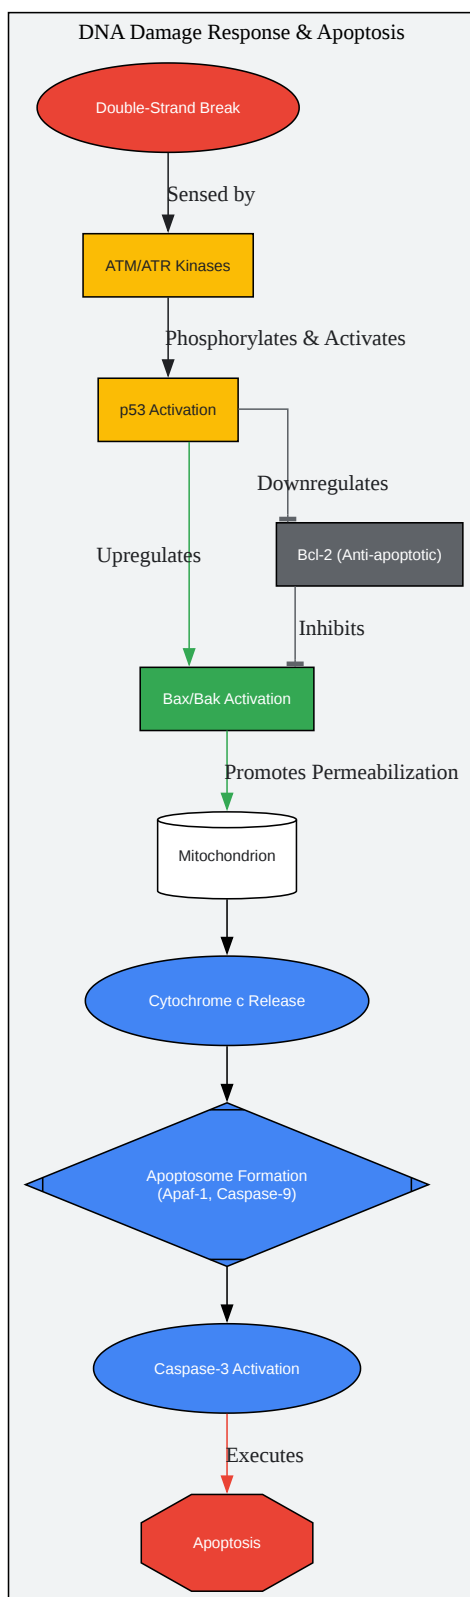 DNA Damage Response & Apoptosis
Double-Strand Break
Sensed by
ATM/ATR Kinases
Phosphorylates & Activates
p53 Activation
Downregulates
Upregulates
Bcl-2 (Anti-apoptotic)
Inhibits
Bax/Bak Activation
Promotes Permeabilization
Mitochondrion
Cytochrome c Release
Apoptosome Formation
(Apaf-1, Caspase-9)
Caspase-3 Activation
Executes
Apoptosis